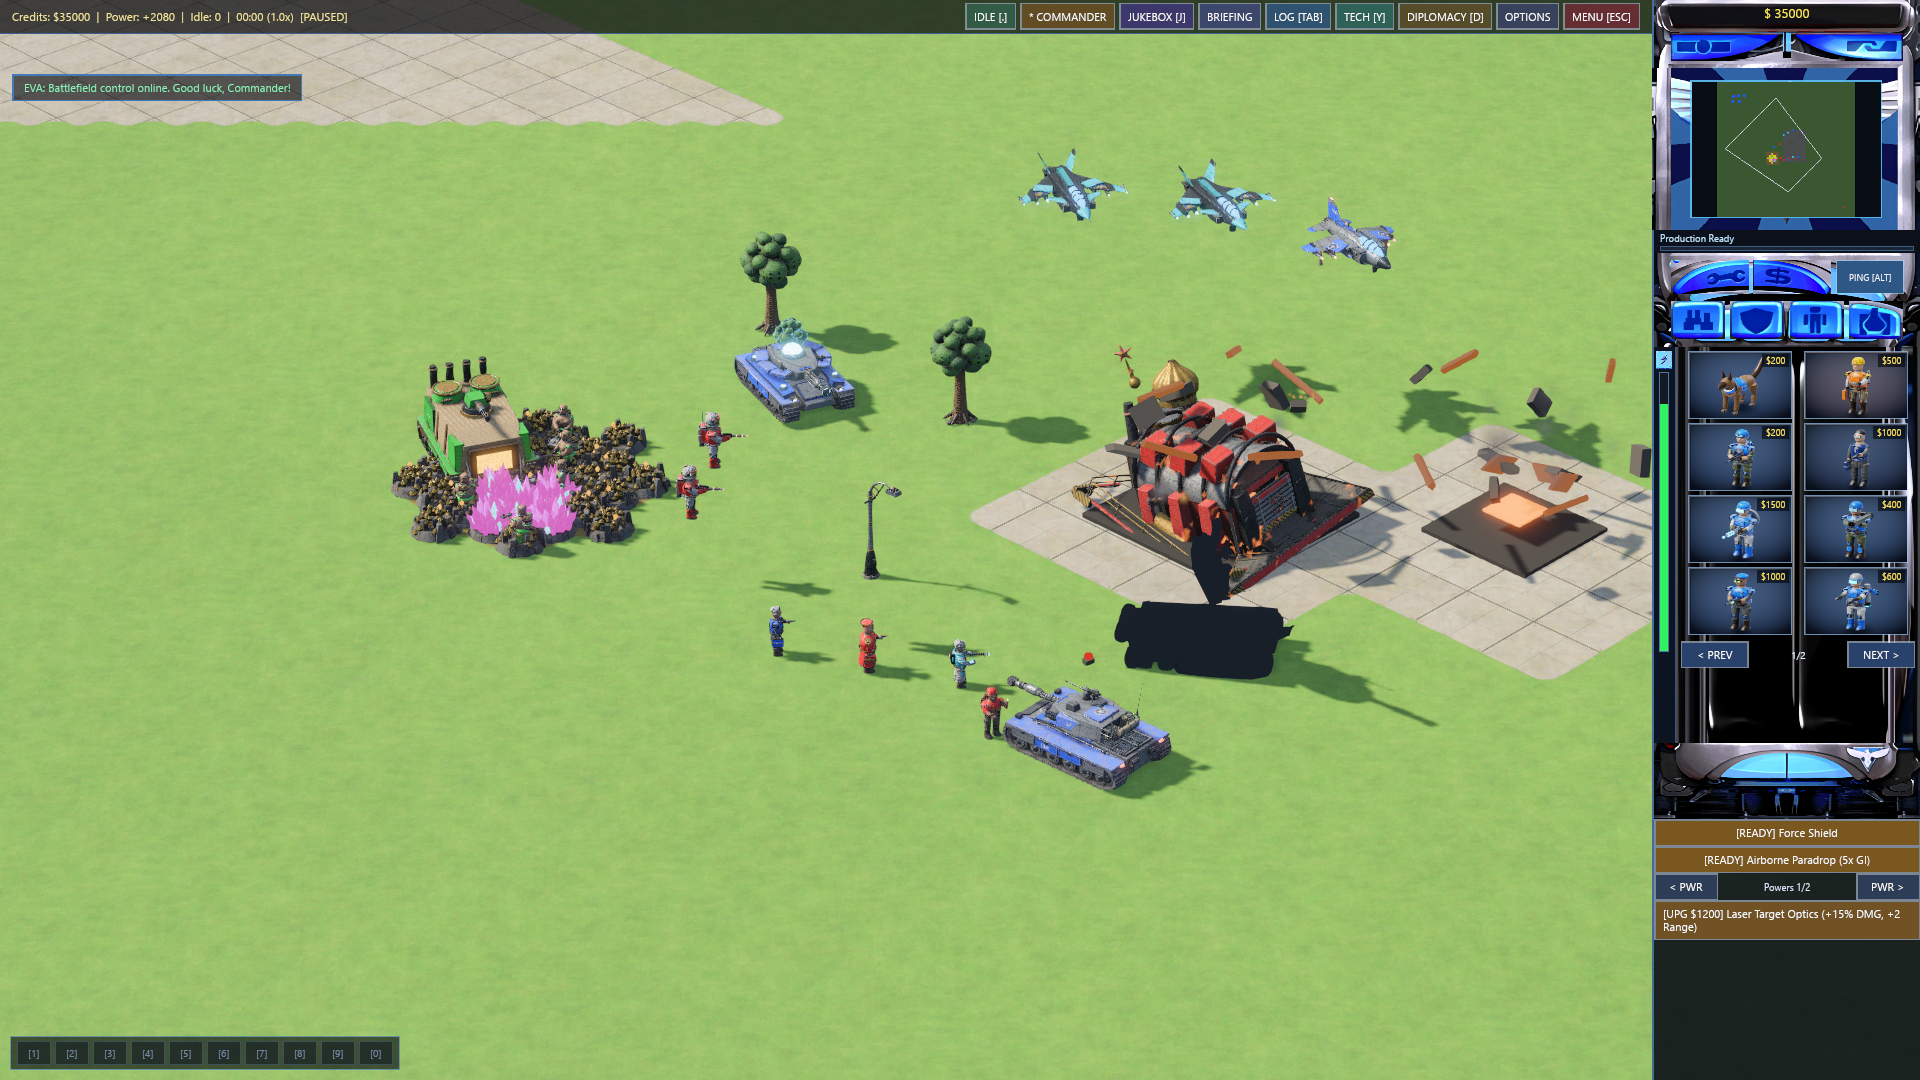 Credits: $35000 | Power: +2080 | Idle: 0 | 00:00 (1.0x) [PAUSED]
IDLE [,]
* COMMANDER
JUKEBOX [J]
BRIEFING
LOG [TAB]
TECH [Y]
DIPLOMACY [D]
OPTIONS
MENU [ESC]
$ 35000
EVA: Battlefield control online. Good luck, Commander!
Production Ready
$
PING [ALT]
$200
$500
$200
$1000
$1500
$400
$1000
$600
< PREV
1/2
NEXT >
[READY] Force Shield
[READY] Airborne Paradrop (5x GI)
< PWR
Powers 1/2
PWR >
[UPG $1200] Laser Target Optics (+15% DMG, +2
Range)
[1] [2] [3] [4] [5] [6] [7] [8] [9] [0]